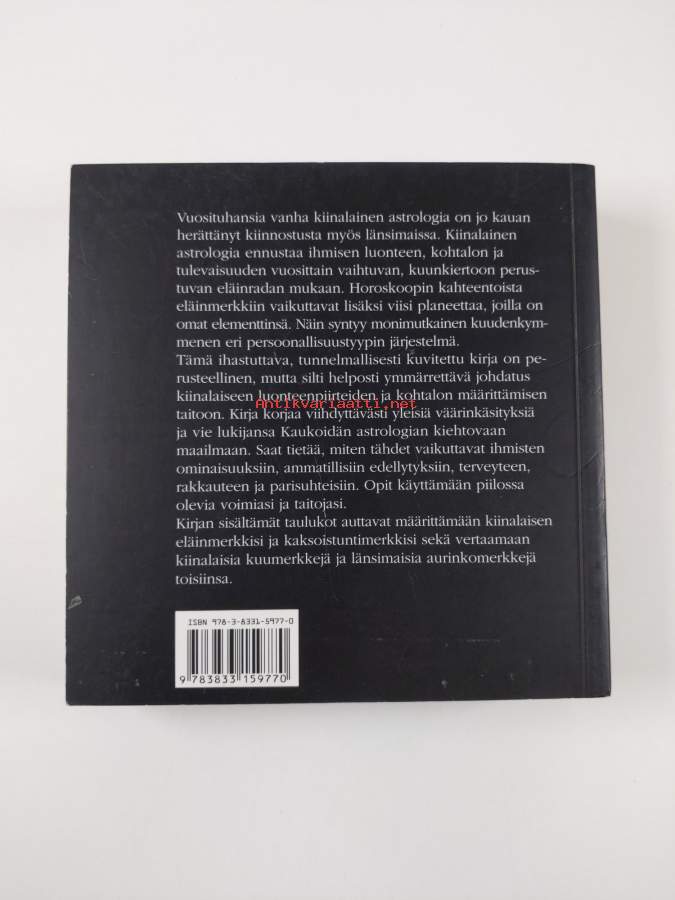 Vuosituhansia vanha kiinalainen astrologia on jo kauan
herättänyt kiinnostusta myös länsimaissa. Kiinalainen
astrologia ennustaa ihmisen luonteen, kohtalon ja
tulevaisuuden vuosittain vaihtuvan, kuunkiertoon perus-
tuvan eläinradan mukaan. Horoskoopin kahteentoista
eläinmerkkiin vaikuttavat lisäksi viisi planeettaa, joilla on
omat elementtinsä. Näin syntyy monimutkainen kuudenkym-
menen eri persoonallisuustyypin järjestelmä.
Tämä ihastuttava, tunnelmallisesti kuvitettu kirja on pe-
rusteellinen, mutta silti helposti ymmärrettävä johdatus
kiinalaiseen luonteenpiirteiden ja kohtalon määrittämisen
Antikvariaatti.net
taitoon. Kirja korjaa viihdyttävästi yleisiä väärinkäsityksiä
ja vie lukijansa Kaukoidän astrologian kiehtovaan
maailmaan. Saat tietää, miten tähdet vaikuttavat ihmisten
ominaisuuksiin, ammatillisiin edellytyksiin, terveyteen,
rakkauteen ja parisuhteisiin. Opit käyttämään piilossa
olevia voimiasi ja taitojasi.
Kirjan sisältämät taulukot auttavat määrittämään kiinalaisen
eläinmerkkisi ja kaksoistuntimerkkisi sekä vertaamaan
kiinalaisia kuumerkkejä ja länsimaisia aurinkomerkkejä
toisiinsa.
ISBN 978-3-8331-5977-0
9 783833 159770